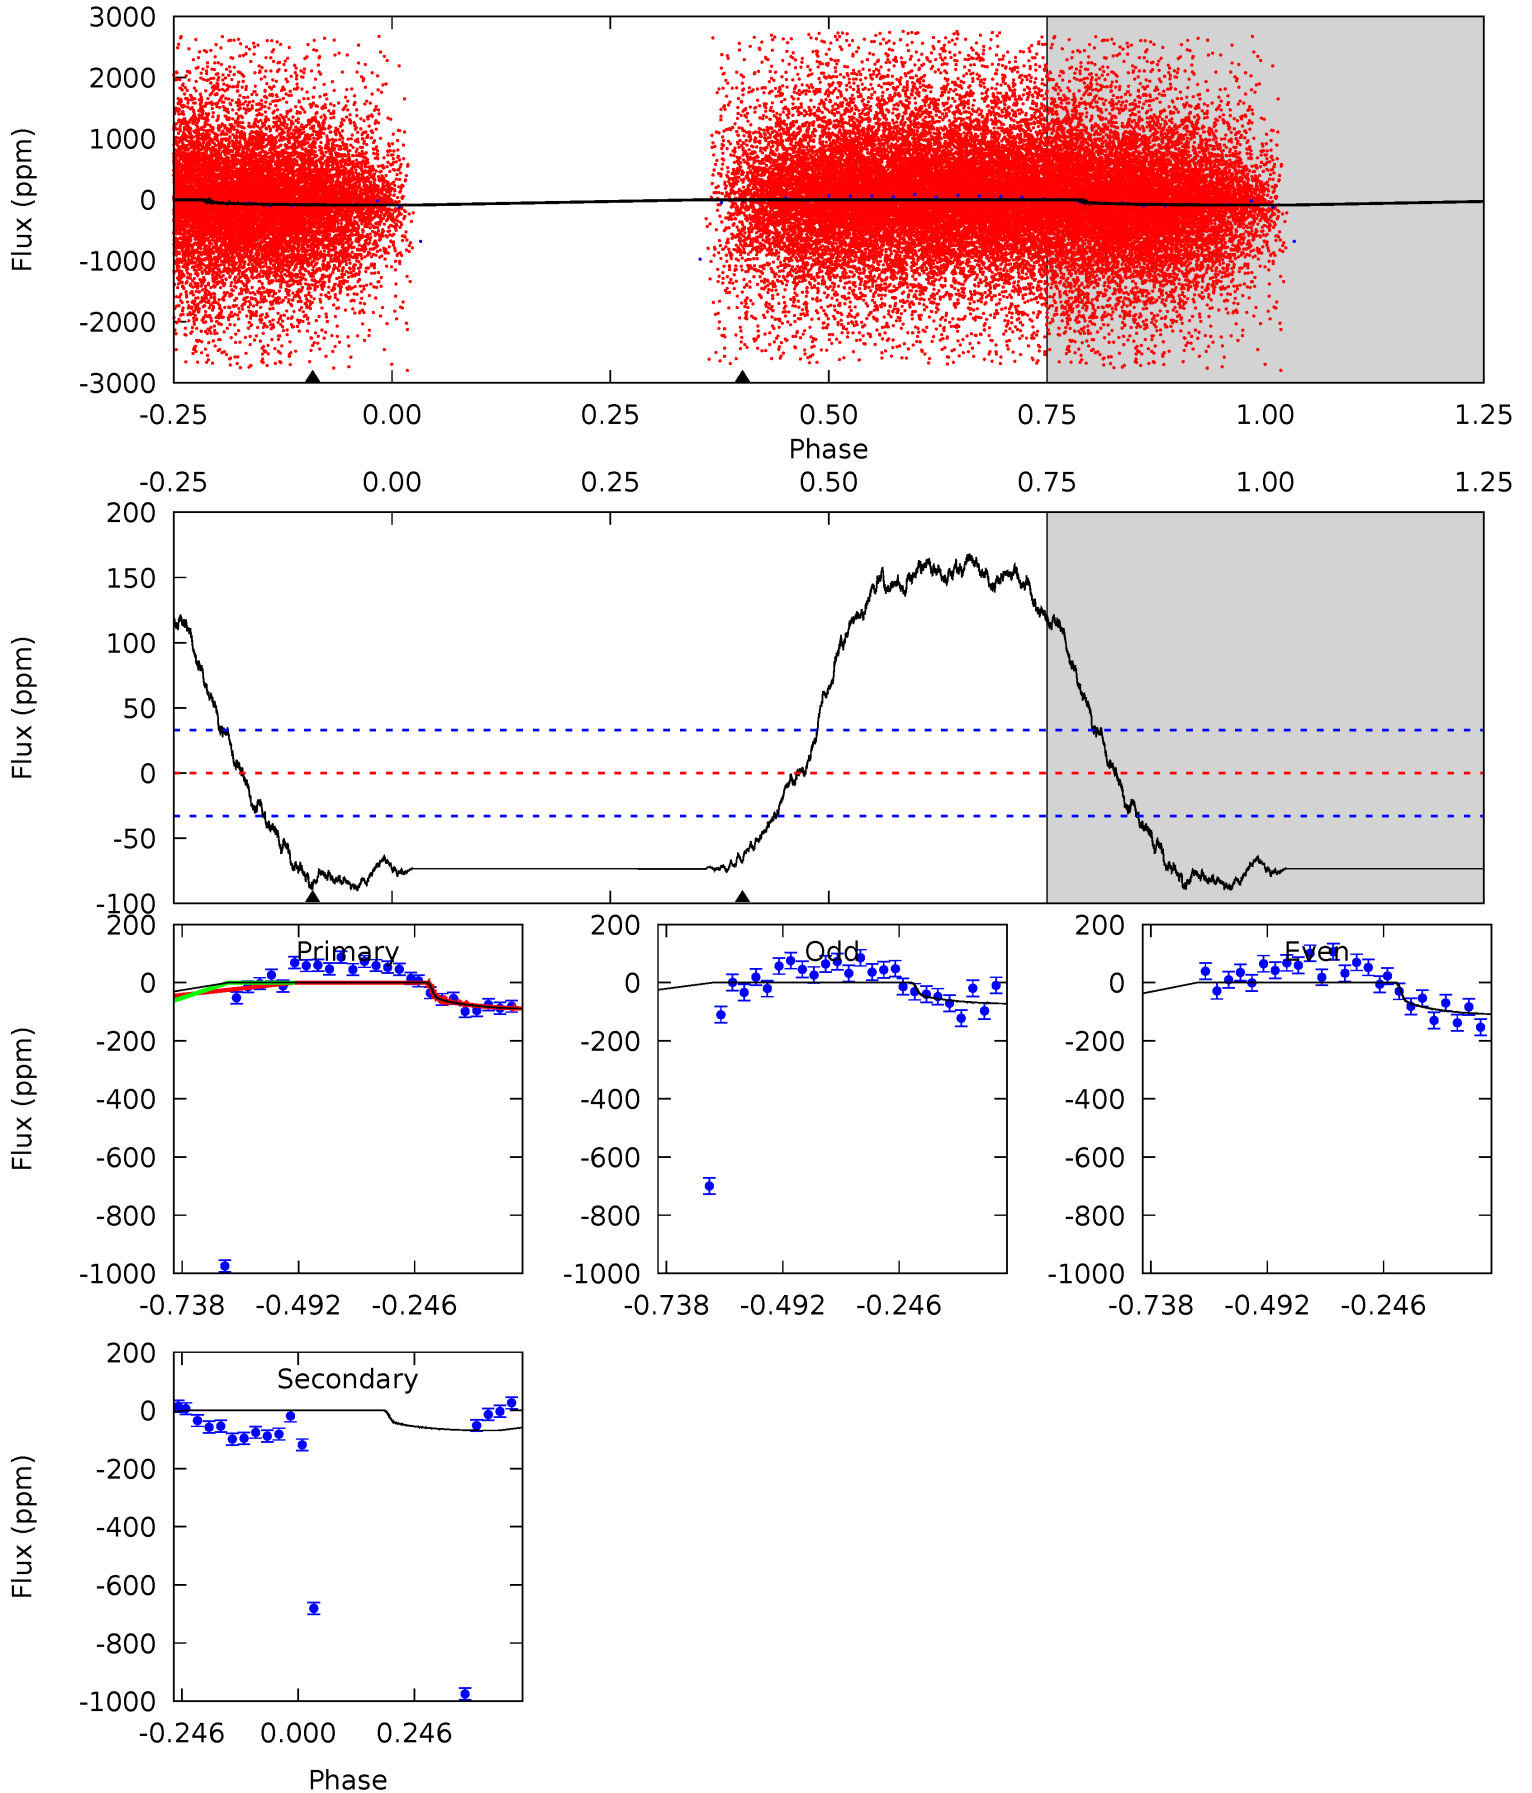 3000
2000
1000
0
-1000
-2000
-3000
Flux (ppm)
-0.25 0.00 0.25 0.50 0.75 1.00 1.25
Phase
-0.25 0.00 0.25 0.50 0.75 1.00 1.25
200
150
100
50
0
-50
-100
Flux (ppm)
Primary Odd Even
200 200 200
0 0 0
-200 -200 -200
-400 -400 -400
-600 -600 -600
-800 -800 -800
-1000 -1000 -1000
Flux (ppm)
-0.738 -0.492 -0.246 -0.738 -0.492 -0.246 -0.738 -0.492 -0.246
Secondary
200
0
-200
-400
-600
-800
-1000
Flux (ppm)
-0.246 0.000 0.246
Phase